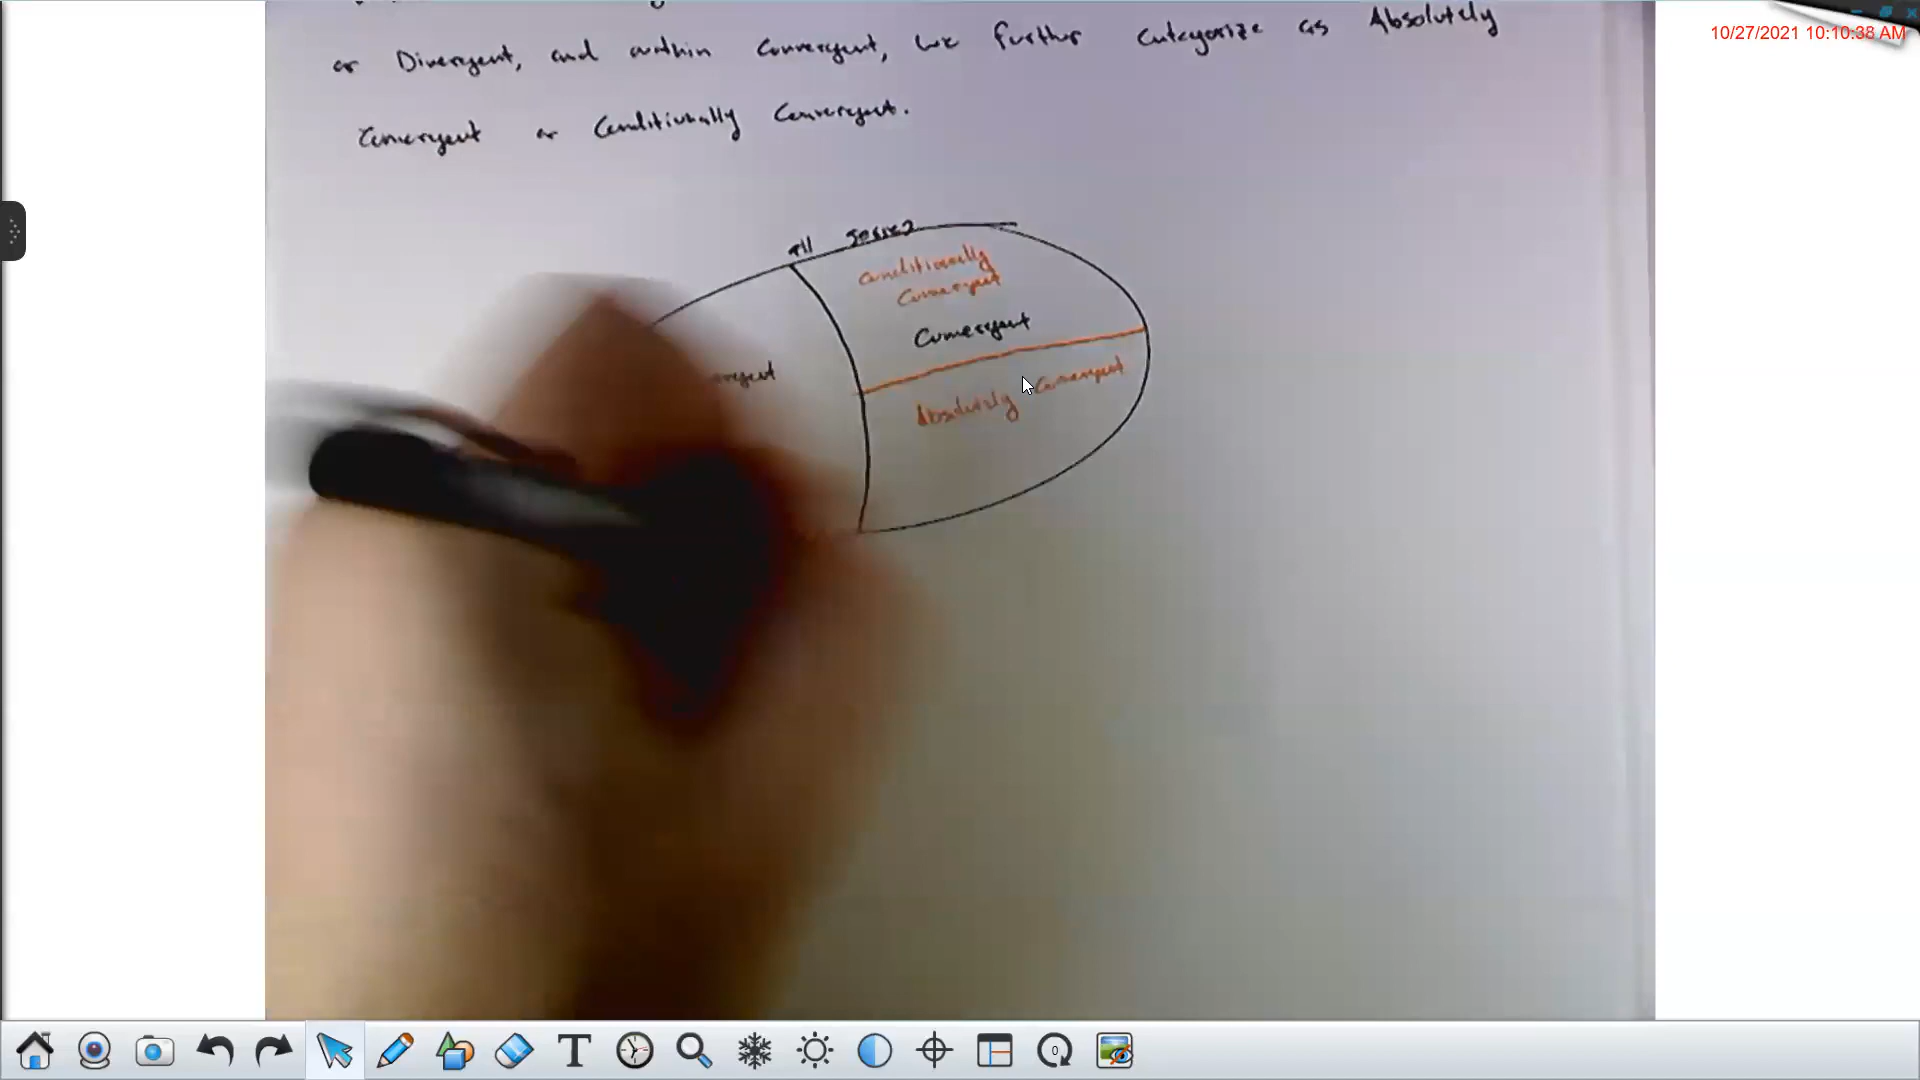 10/27/2021 10:10:38 AM
or Divergent, and within Convergent, we further categorize as Absolutely
Convergent or Conditionally Convergent.
all series
Conditionally
Convergent
Convergent
Absolutely Convergent
T
0